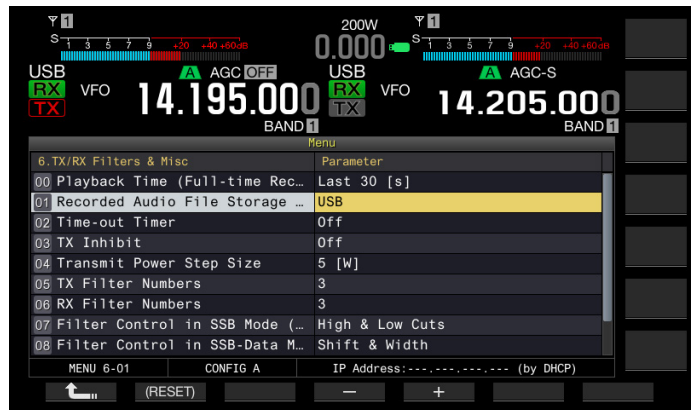 1 200W 1
S 1 3 5 7 9 +20 +40 +60dB 0.000 S 1 3 5 7 9 +20 +40 +60dB
USB A AGC OFF USB A AGC-S
RX VFO 14.195.000 RX VFO 14.205.000
TX TX
BAND 1 BAND 1
Menu
6.TX/RX Filters & Misc Parameter
00 Playback Time (Full-time Rec… Last 30 [s]
01 Recorded Audio File Storage … USB
02 Time-out Timer Off
03 TX Inhibit Off
04 Transmit Power Step Size 5 [W]
05 TX Filter Numbers 3
06 RX Filter Numbers 3
07 Filter Control in SSB Mode (… High & Low Cuts
08 Filter Control in SSB-Data M… Shift & Width
MENU 6-01 CONFIG A IP Address:---.---.---.--- (by DHCP)
(RESET) − +